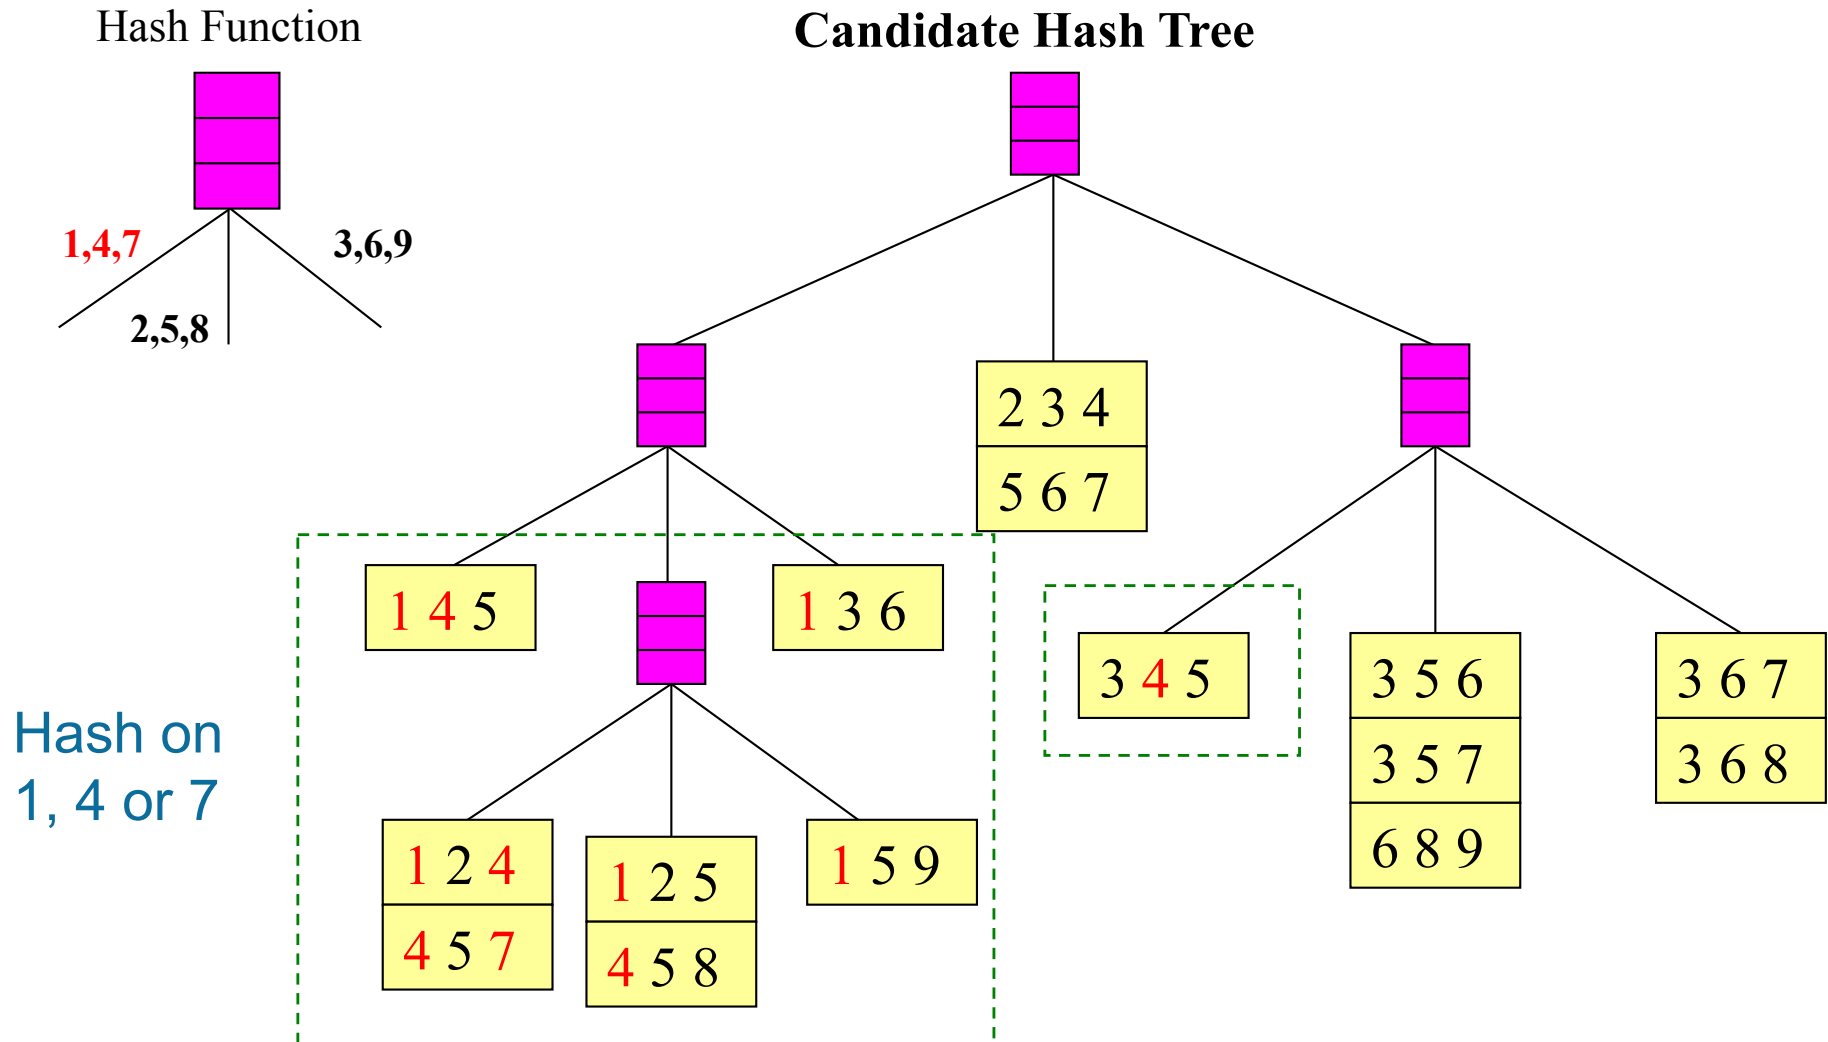 Hash Function
Candidate Hash Tree
1,4,7
3,6,9
2,5,8
2 3 4
5 6 7
1 4 5
1 3 6
3 4 5
3 5 6
3 6 7
3 5 7
3 6 8
6 8 9
Hash on
1, 4 or 7
1 2 4
1 2 5
1 5 9
4 5 7
4 5 8